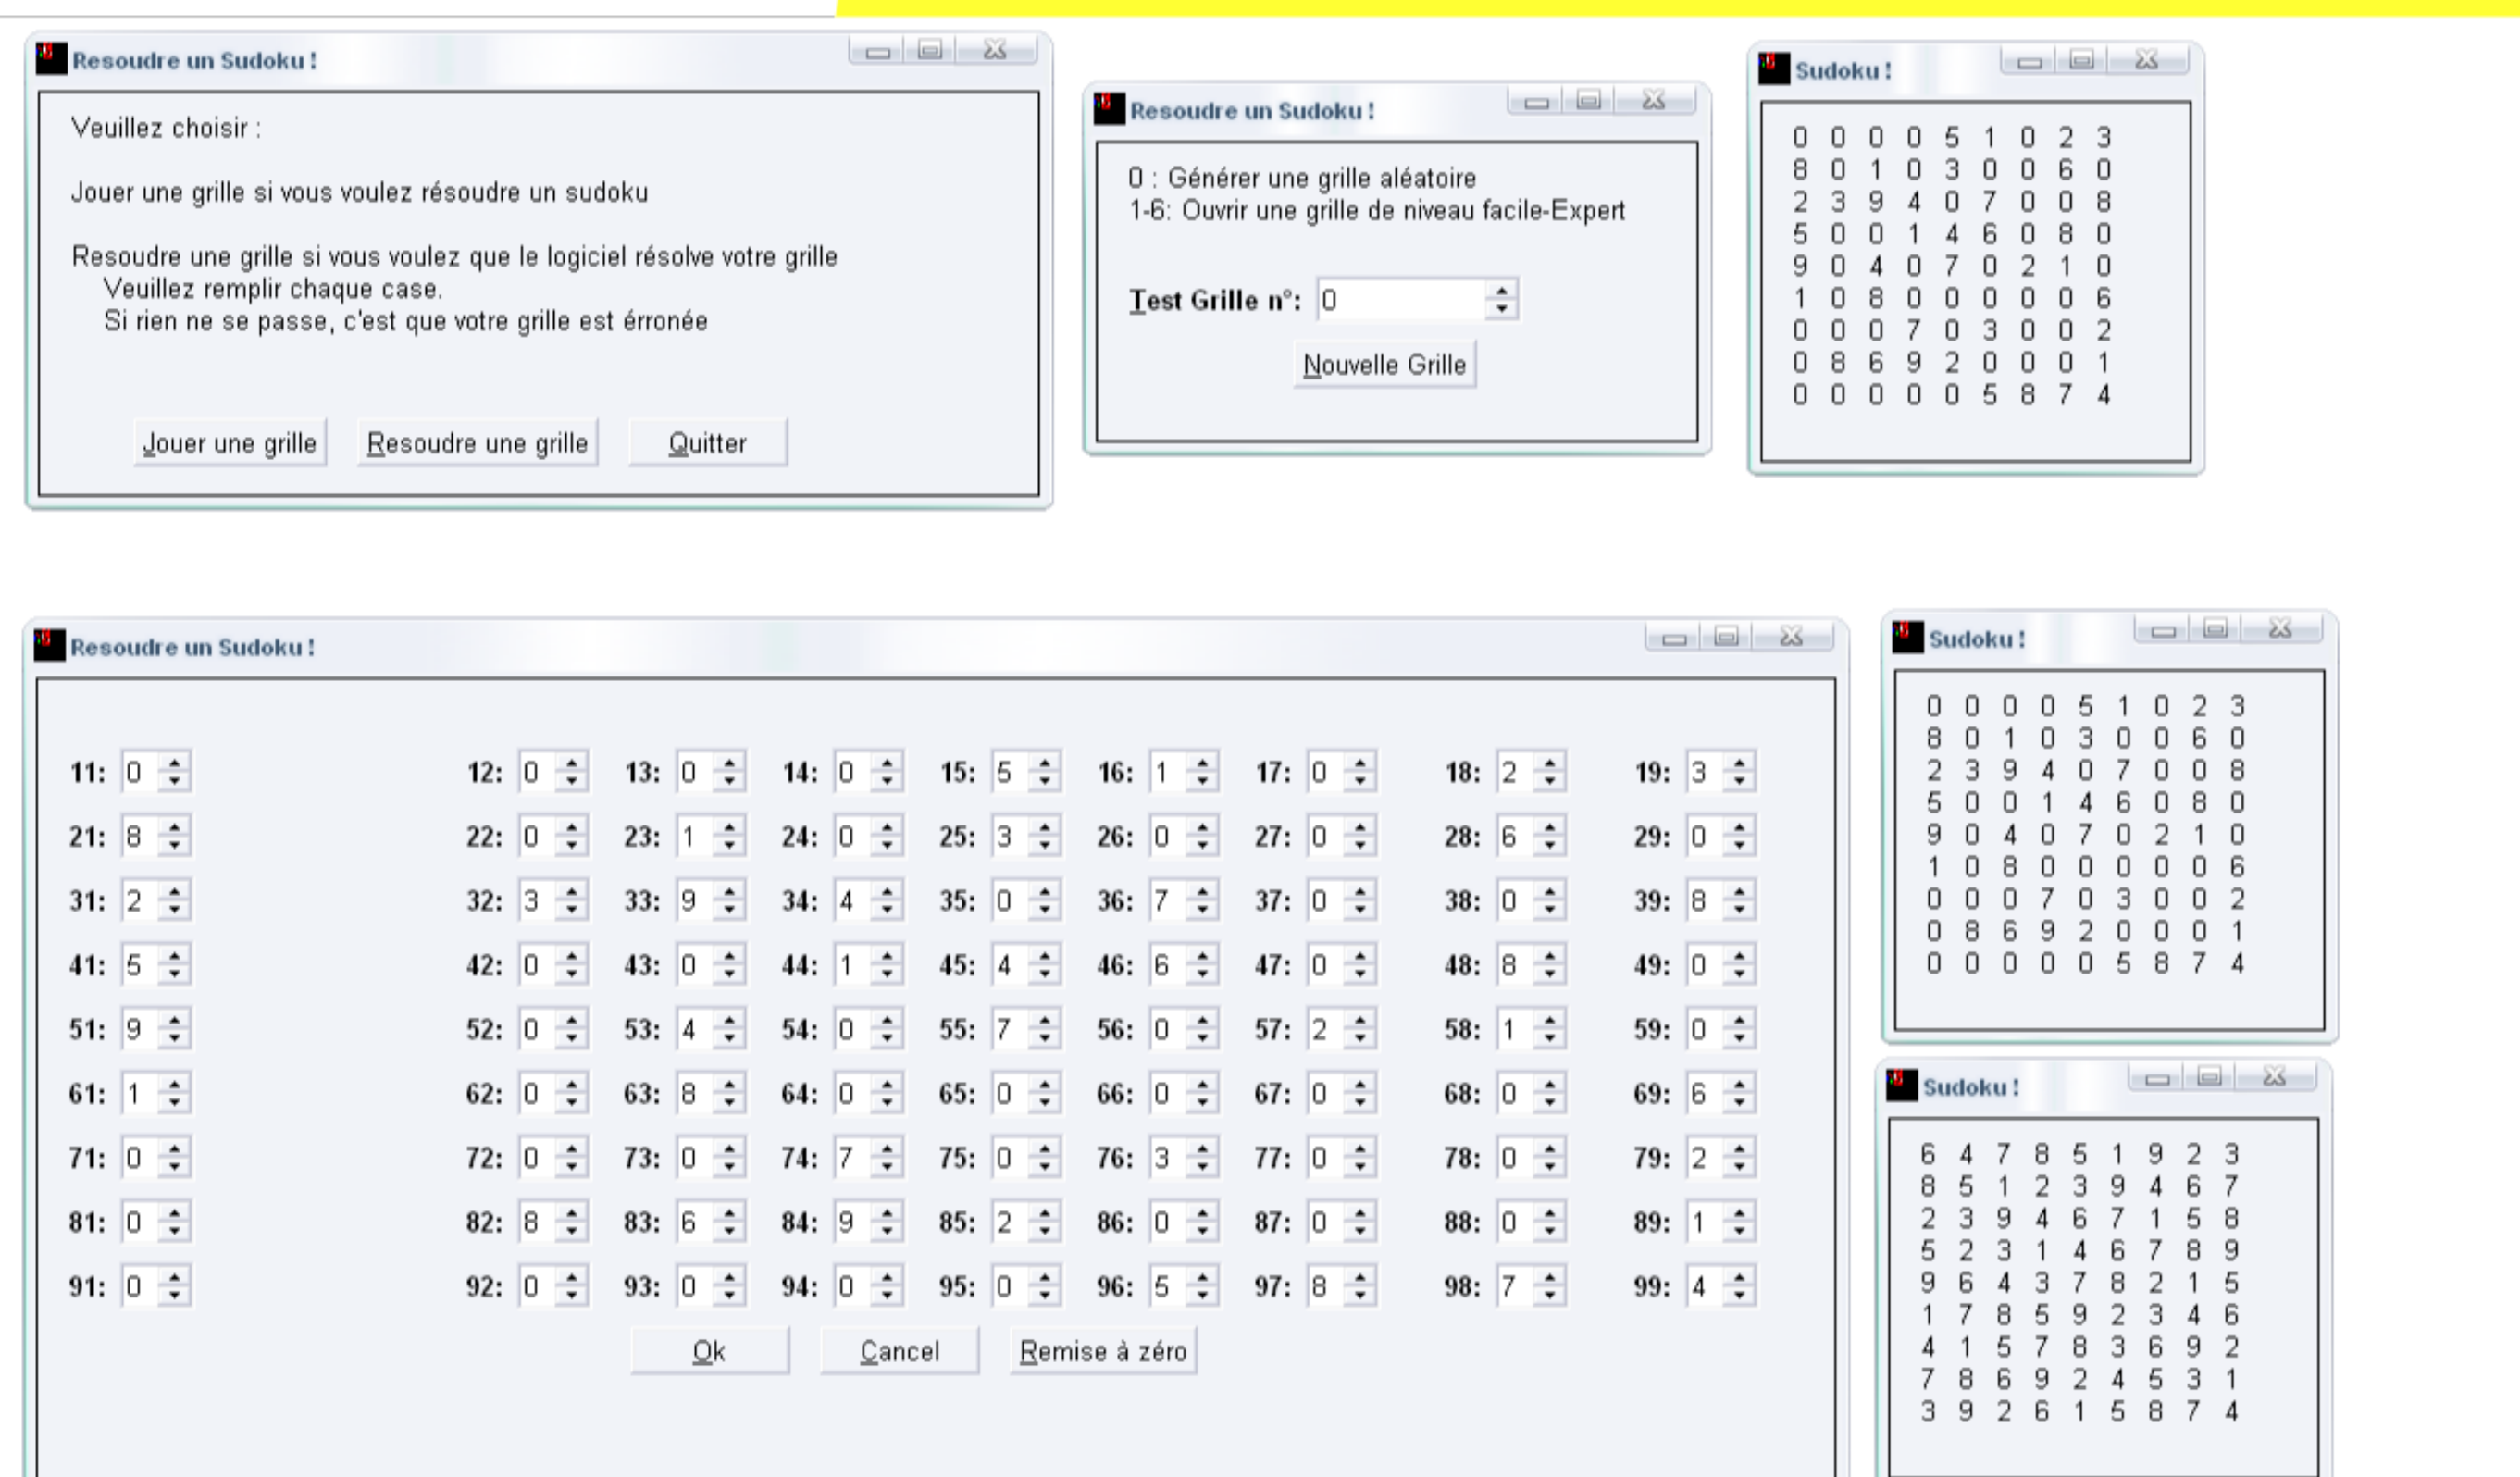 Resoudre un Sudoku !
Veuillez choisir :
Jouer une grille si vous voulez résoudre un sudoku
Resoudre une grille si vous voulez que le logiciel résolve votre grille
Veuillez remplir chaque case.
Si rien ne se passe, c'est que votre grille est érronée
Jouer une grille Resoudre une grille Quitter
Resoudre un Sudoku !
0 : Générer une grille aléatoire
1-6: Ouvrir une grille de niveau facile-Expert
Test Grille n°: 0
Nouvelle Grille
Sudoku !
0 0 0 0 5 1 0 2 3
8 0 1 0 3 0 0 6 0
2 3 9 4 0 7 0 0 8
5 0 0 1 4 6 0 8 0
9 0 4 0 7 0 2 1 0
1 0 8 0 0 0 0 0 6
0 0 0 7 0 3 0 0 2
0 8 6 9 2 0 0 0 1
0 0 0 0 0 5 8 7 4
Resoudre un Sudoku !
11: 0 12: 0 13: 0 14: 0 15: 5 16: 1 17: 0 18: 2 19: 3
21: 8 22: 0 23: 1 24: 0 25: 3 26: 0 27: 0 28: 6 29: 0
31: 2 32: 3 33: 9 34: 4 35: 0 36: 7 37: 0 38: 0 39: 8
41: 5 42: 0 43: 0 44: 1 45: 4 46: 6 47: 0 48: 8 49: 0
51: 9 52: 0 53: 4 54: 0 55: 7 56: 0 57: 2 58: 1 59: 0
61: 1 62: 0 63: 8 64: 0 65: 0 66: 0 67: 0 68: 0 69: 6
71: 0 72: 0 73: 0 74: 7 75: 0 76: 3 77: 0 78: 0 79: 2
81: 0 82: 8 83: 6 84: 9 85: 2 86: 0 87: 0 88: 0 89: 1
91: 0 92: 0 93: 0 94: 0 95: 0 96: 5 97: 8 98: 7 99: 4
Ok Cancel Remise à zéro
Sudoku !
0 0 0 0 5 1 0 2 3
8 0 1 0 3 0 0 6 0
2 3 9 4 0 7 0 0 8
5 0 0 1 4 6 0 8 0
9 0 4 0 7 0 2 1 0
1 0 8 0 0 0 0 0 6
0 0 0 7 0 3 0 0 2
0 8 6 9 2 0 0 0 1
0 0 0 0 0 5 8 7 4
Sudoku !
6 4 7 8 5 1 9 2 3
8 5 1 2 3 9 4 6 7
2 3 9 4 6 7 1 5 8
5 2 3 1 4 6 7 8 9
9 6 4 3 7 8 2 1 5
1 7 8 5 9 2 3 4 6
4 1 5 7 8 3 6 9 2
7 8 6 9 2 4 5 3 1
3 9 2 6 1 5 8 7 4